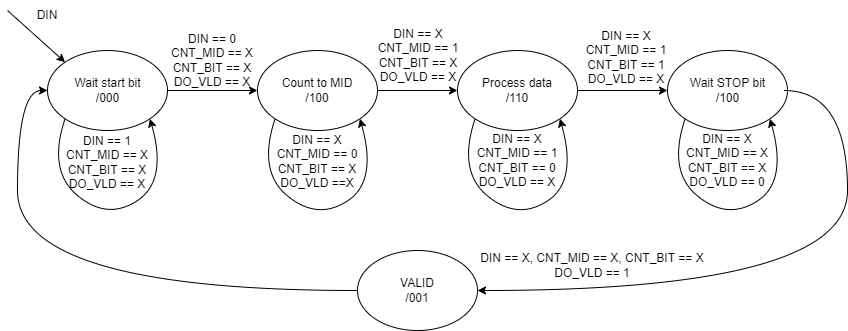 DIN
DIN == 0
CNT_MID == X
CNT_BIT == X
DO_VLD == X
DIN == X
CNT_MID == 1
CNT_BIT == X
DO_VLD == X
DIN == X
CNT_MID == 1
CNT_BIT == 1
DO_VLD == X
Wait start bit
/000
Count to MID
/100
Process data
/110
Wait STOP bit
/100
DIN == 1
CNT_MID == X
CNT_BIT == X
DO_VLD == X
DIN == X
CNT_MID == 0
CNT_BIT == X
DO_VLD ==X
DIN == X
CNT_MID == 1
CNT_BIT == 0
DO_VLD == X
DIN == X
CNT_MID == X
CNT_BIT == X
DO_VLD == 0
DIN == X, CNT_MID == X, CNT_BIT == X
DO_VLD == 1
VALID
/001